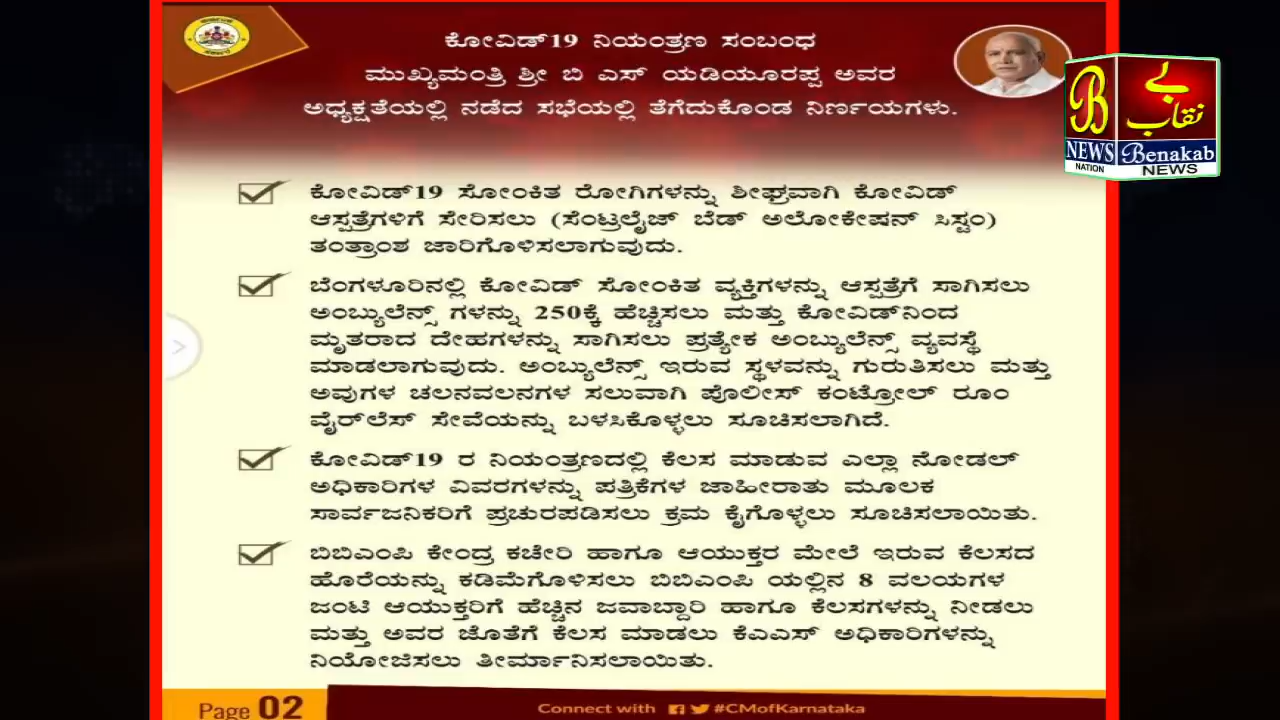 ಕೋವಿಡ್19 ನಿಯಂತ್ರಣ ಸಂಬಂಧ
ಮುಖ್ಯಮಂತ್ರಿ ಶ್ರೀ ಬಿ ಎಸ್ ಯಡಿಯೂರಪ್ಪ ಅವರ
ಅಧ್ಯಕ್ಷತೆಯಲ್ಲಿ ನಡೆದ ಸಭೆಯಲ್ಲಿ ತೆಗೆದುಕೊಂಡ ನಿರ್ಣಯಗಳು.
B
NEWS
NATION
بے
نقاب
Benakab
NEWS
ಕೋವಿಡ್19 ಸೋಂಕಿತ ರೋಗಿಗಳನ್ನು ಶೀಘ್ರವಾಗಿ ಕೋವಿಡ್
ಆಸ್ಪತ್ರೆಗಳಿಗೆ ಸೇರಿಸಲು (ಸೆಂಟ್ರಲೈಜ್ ಬೆಡ್ ಅಲೋಕೇಷನ್ ಸಿಸ್ಟಂ)
ತಂತ್ರಾಂಶ ಜಾರಿಗೊಳಿಸಲಾಗುವುದು.
ಬೆಂಗಳೂರಿನಲ್ಲಿ ಕೋವಿಡ್ ಸೋಂಕಿತ ವ್ಯಕ್ತಿಗಳನ್ನು ಆಸ್ಪತ್ರೆಗೆ ಸಾಗಿಸಲು
ಅಂಬ್ಯುಲೆನ್ಸ್ ಗಳನ್ನು 250ಕ್ಕೆ ಹೆಚ್ಚಿಸಲು ಮತ್ತು ಕೋವಿಡ್‌ನಿಂದ
ಮೃತರಾದ ದೇಹಗಳನ್ನು ಸಾಗಿಸಲು ಪ್ರತ್ಯೇಕ ಅಂಬ್ಯುಲೆನ್ಸ್ ವ್ಯವಸ್ಥೆ
ಮಾಡಲಾಗುವುದು. ಅಂಬ್ಯುಲೆನ್ಸ್ ಇರುವ ಸ್ಥಳವನ್ನು ಗುರುತಿಸಲು ಮತ್ತು
ಅವುಗಳ ಚಲನವಲನಗಳ ಸಲುವಾಗಿ ಪೊಲೀಸ್ ಕಂಟ್ರೋಲ್ ರೂಂ
ವೈರ್‌ಲೆಸ್ ಸೇವೆಯನ್ನು ಬಳಸಿಕೊಳ್ಳಲು ಸೂಚಿಸಲಾಗಿದೆ.
ಕೋವಿಡ್19 ರ ನಿಯಂತ್ರಣದಲ್ಲಿ ಕೆಲಸ ಮಾಡುವ ಎಲ್ಲಾ ನೋಡಲ್
ಅಧಿಕಾರಿಗಳ ವಿವರಗಳನ್ನು ಪತ್ರಿಕೆಗಳ ಜಾಹೀರಾತು ಮೂಲಕ
ಸಾರ್ವಜನಿಕರಿಗೆ ಪ್ರಚುರಪಡಿಸಲು ಕ್ರಮ ಕೈಗೊಳ್ಳಲು ಸೂಚಿಸಲಾಯಿತು.
ಬಿಬಿಎಂಪಿ ಕೇಂದ್ರ ಕಚೇರಿ ಹಾಗೂ ಆಯುಕ್ತರ ಮೇಲೆ ಇರುವ ಕೆಲಸದ
ಹೊರೆಯನ್ನು ಕಡಿಮೆಗೊಳಿಸಲು ಬಿಬಿಎಂಪಿ ಯಲ್ಲಿನ 8 ವಲಯಗಳ
ಜಂಟಿ ಆಯುಕ್ತರಿಗೆ ಹೆಚ್ಚಿನ ಜವಾಬ್ದಾರಿ ಹಾಗೂ ಕೆಲಸಗಳನ್ನು ನೀಡಲು
ಮತ್ತು ಅವರ ಜೊತೆಗೆ ಕೆಲಸ ಮಾಡಲು ಕೆಎಎಸ್ ಅಧಿಕಾರಿಗಳನ್ನು
ನಿಯೋಜಿಸಲು ತೀರ್ಮಾನಿಸಲಾಯಿತು.
Page 02
Connect with #CMofKarnataka